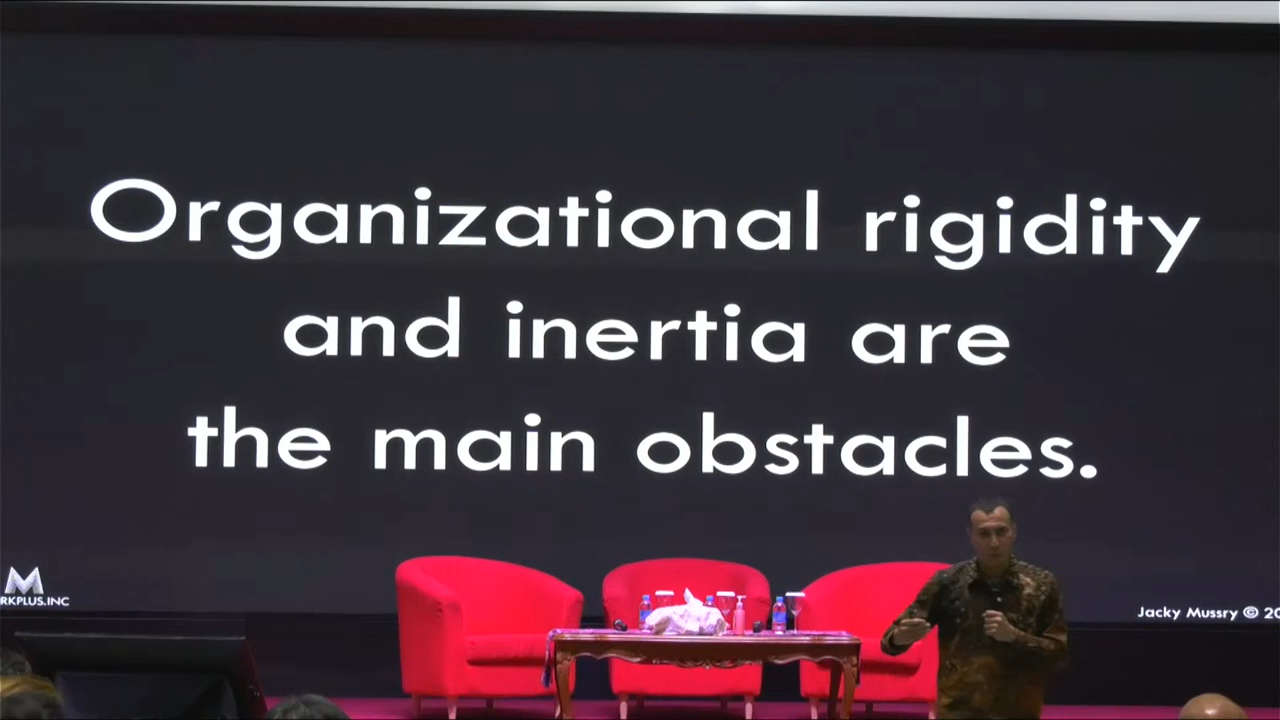 Organizational rigidity
and inertia are
the main obstacles.
M
RKPLUS.INC
Jacky Mussry © 20